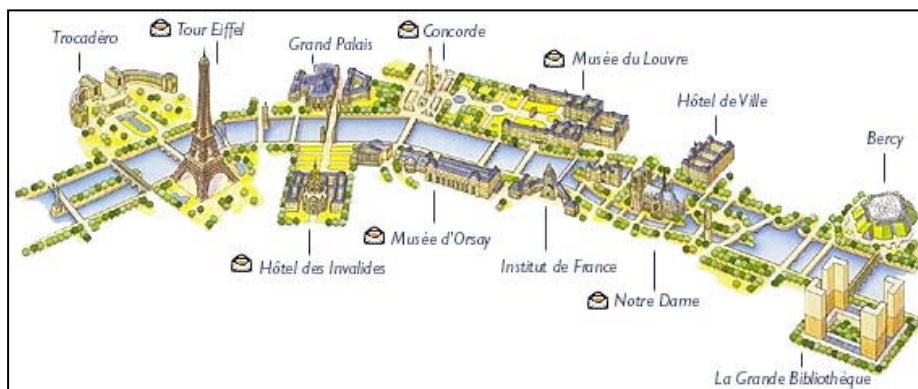 Trocadéro
Tour Eiffel
Grand Palais
Concorde
Musée du Louvre
Hôtel de Ville
Bercy
Hôtel des Invalides
Musée d'Orsay
Institut de France
Notre Dame
La Grande Bibliothèque